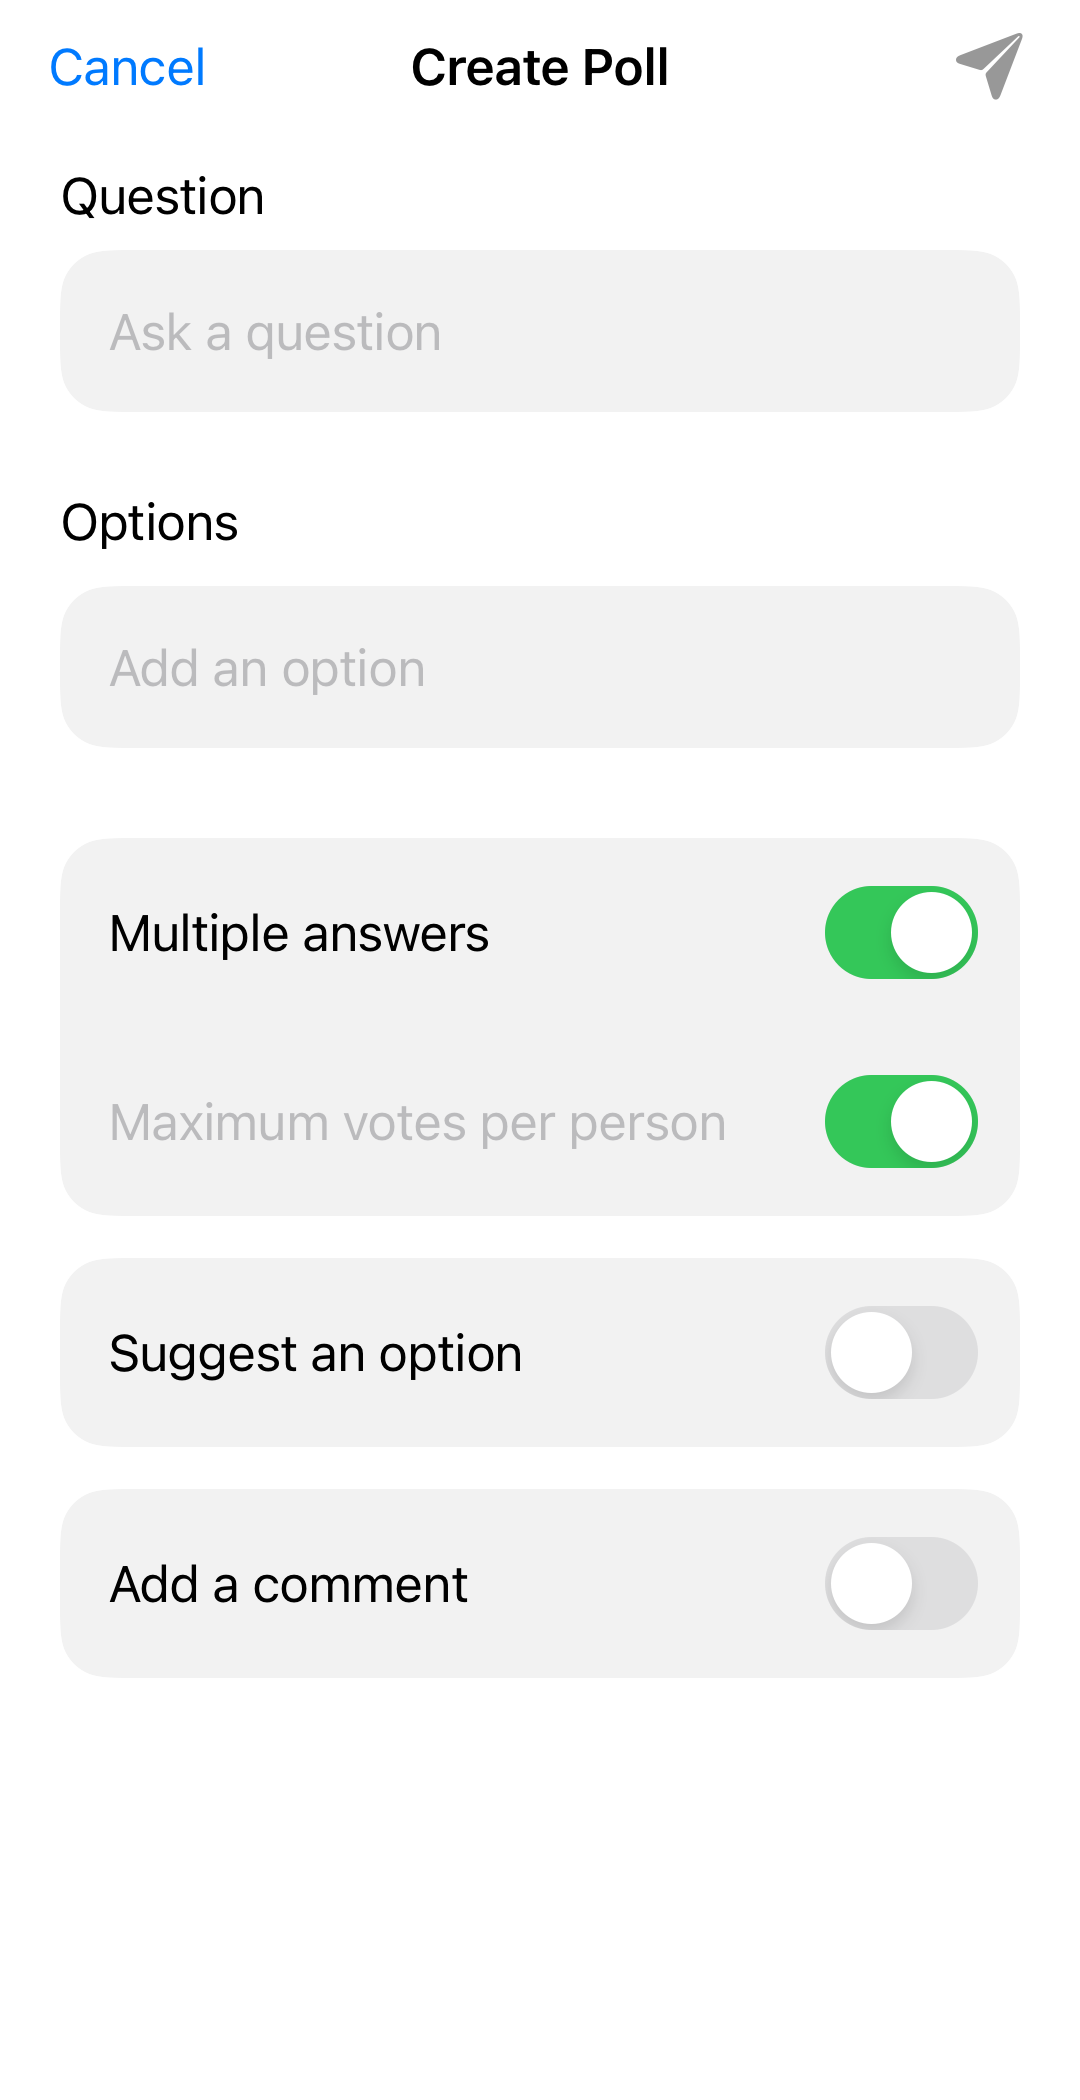 Cancel
Create Poll
Question
Ask a question
Options
Add an option
Multiple answers
Maximum votes per person
Suggest an option
Add a comment